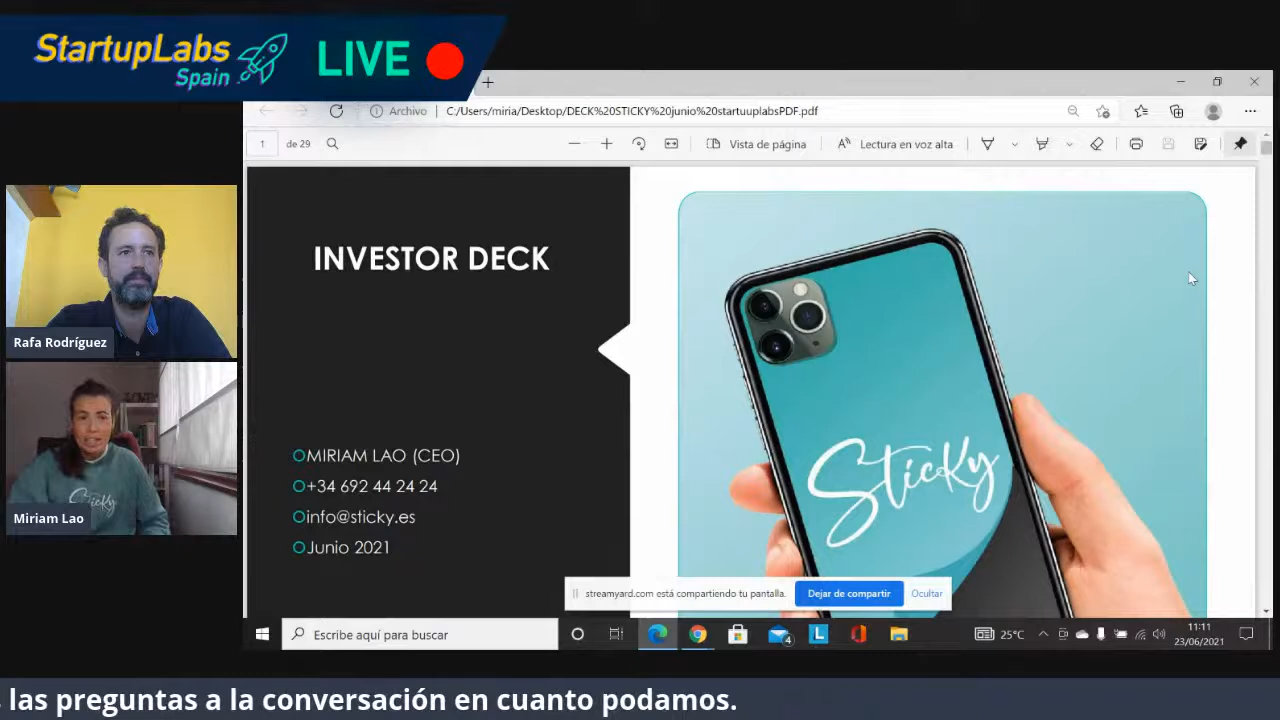 StartupLabs
Spain
LIVE
Archivo
C:/Users/miria/Desktop/DECK%20STICKY%20junio%20startuuplabsPDF.pdf
1 de 29
Vista de página
Lectura en voz alta
INVESTOR DECK
MIRIAM LAO (CEO)
+34 692 44 24 24
info@sticky.es
Junio 2021
Sticky
Rafa Rodríguez
Sticky
Miriam Lao
streamyard.com está compartiendo tu pantalla.
Dejar de compartir
Ocultar
Escribe aquí para buscar
4
L
25°C
11:11
23/06/2021
las preguntas a la conversación en cuanto podamos.